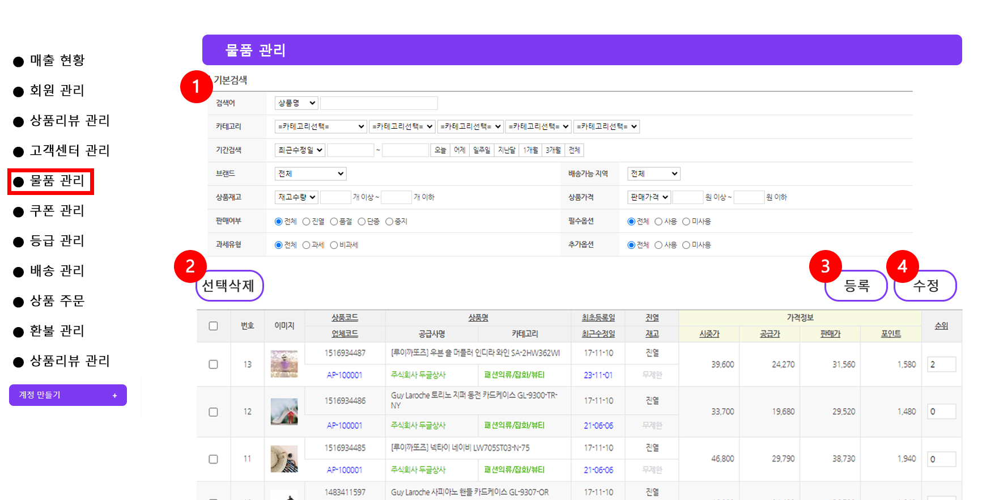 매출 현황
회원 관리
상품리뷰 관리
고객센터 관리
물품 관리
쿠폰 관리
등급 관리
배송 관리
상품 주문
환불 관리
상품리뷰 관리
계정 만들기 +
물품 관리
1 기본검색
검색어 상품명
카테고리 =카테고리선택= =카테고리선택= =카테고리선택= =카테고리선택= =카테고리선택=
기간검색 최근수정일 ~ 오늘 어제 일주일 지난달 1개월 3개월 전체
브랜드 전체 배송가능 지역 전체
상품재고 재고수량 개 이상 ~ 개 이하 상품가격 판매가격 원 이상 ~ 원 이하
판매여부 전체 진열 품절 단종 중지 필수옵션 전체 사용 미사용
과세유형 전체 과세 비과세 추가옵션 전체 사용 미사용
2 선택삭제 3 등록 4 수정
번호 이미지 상품코드 상품명 최초등록일 진열 가격정보 순위
업체코드 공급사명 카테고리 최근수정일 재고 시중가 공급가 판매가 포인트
13 1516934487 [루이까또즈] 우븐 숄 머플러 인디라 와인 SA-2HW362WI 17-11-10 진열 39,600 24,270 31,560 1,580 2
AP-100001 주식회사 두글상사 패션의류/잡화/뷰티 23-11-01 무제한
12 1516934486 Guy Laroche 토리노 지퍼 동전 카드케이스 GL-9300-TR-
NY 17-11-10 진열 33,700 19,680 29,520 1,480 0
AP-100001 주식회사 두글상사 패션의류/잡화/뷰티 21-06-06 무제한
11 1516934485 [루이까또즈] 넥타이 네이비 LW705ST03-N-75 17-11-10 진열 46,800 29,790 38,730 1,940 0
AP-100001 주식회사 두글상사 패션의류/잡화/뷰티 21-06-06 무제한
1483411597 Guy Laroche 사피아노 핸들 카드케이스 GL-9307-OR 17-11-10 진열